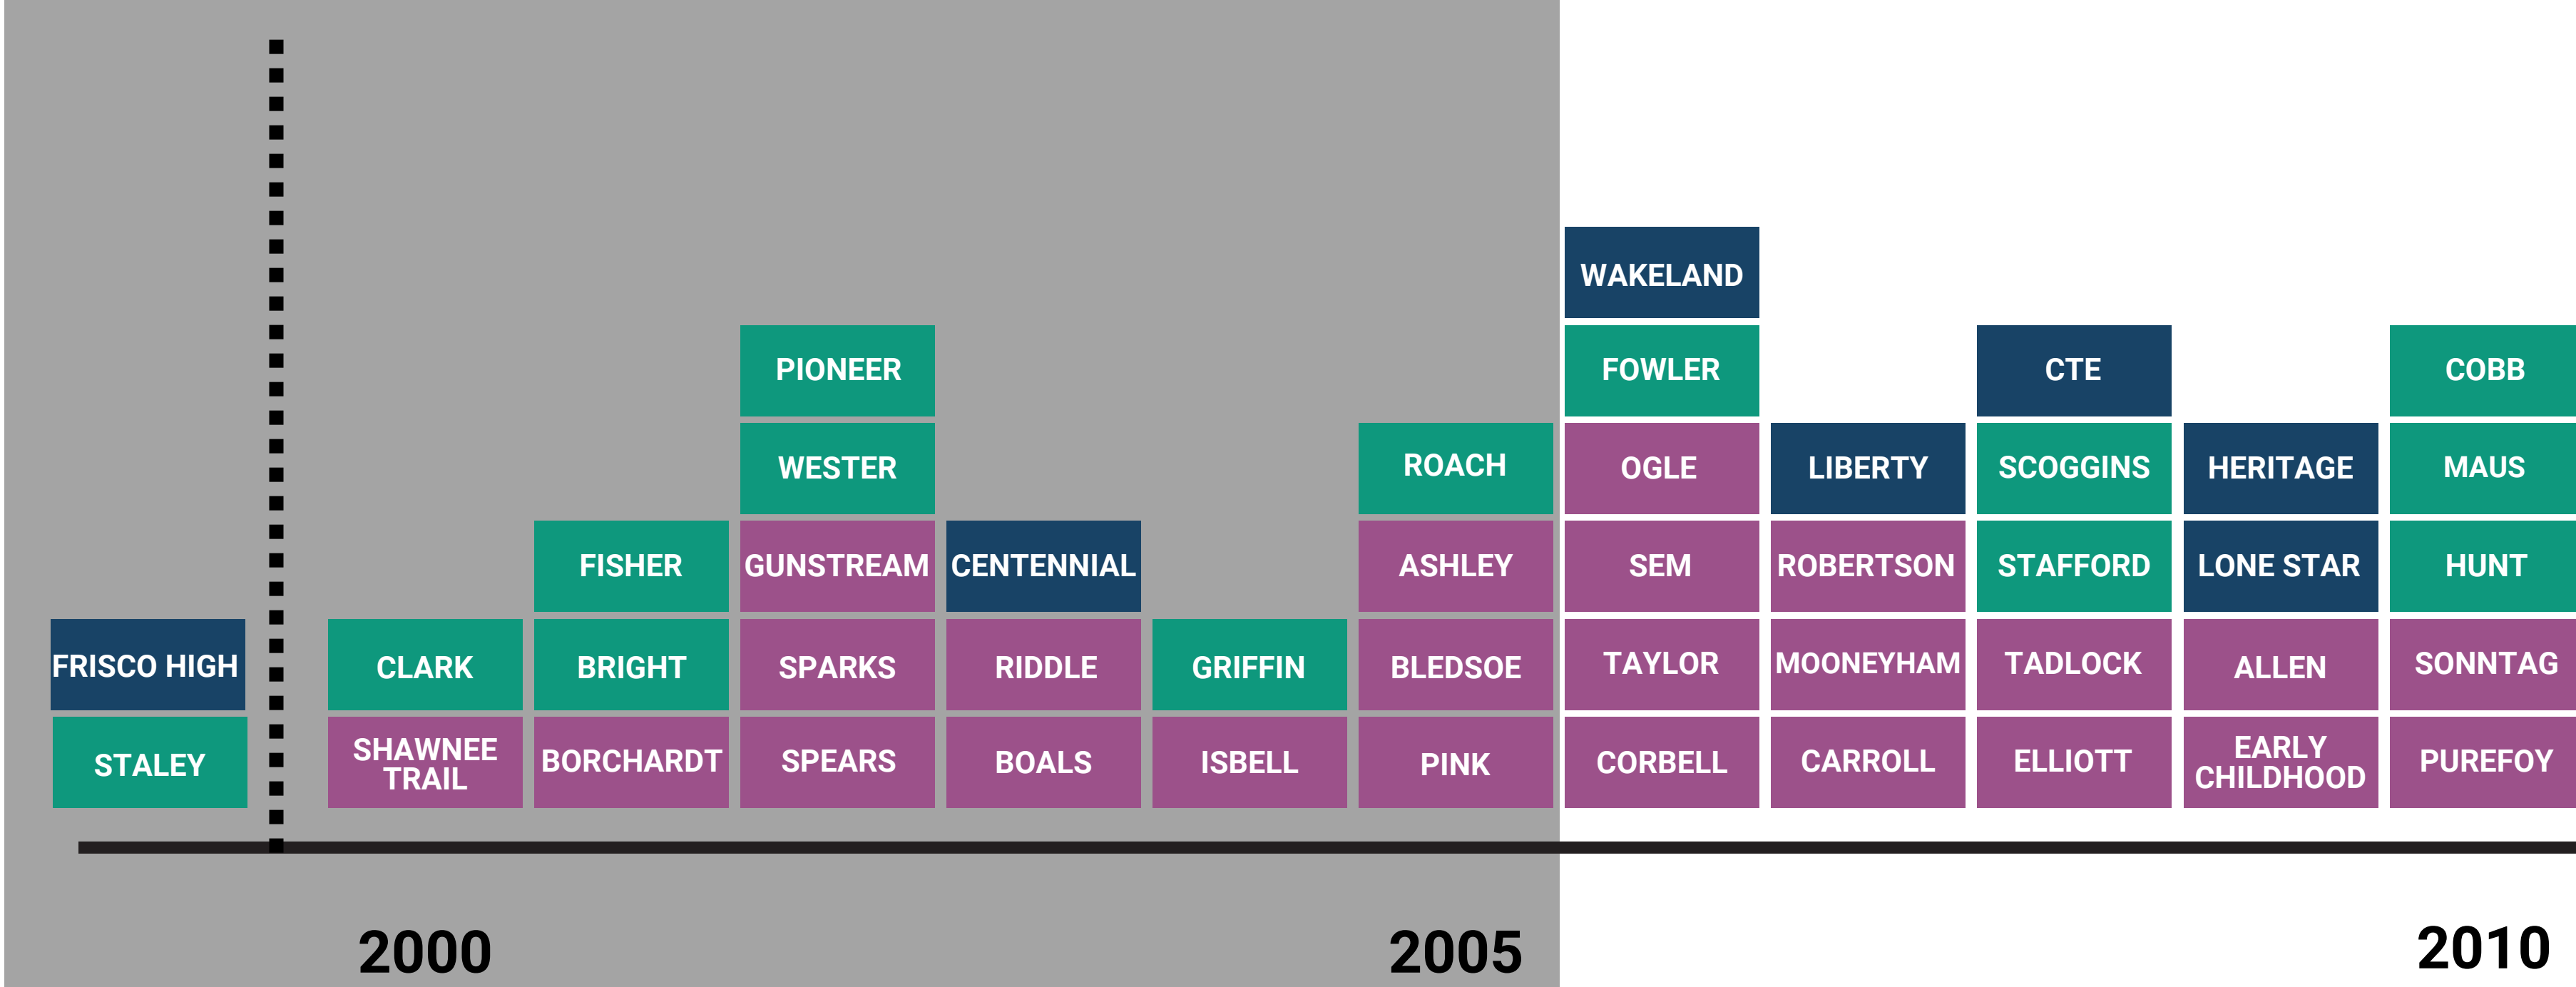 WAKELAND
PIONEER
FOWLER
CTE
COBB
WESTER
ROACH
OGLE
LIBERTY
SCOGGINS
HERITAGE
MAUS
FISHER
GUNSTREAM
CENTENNIAL
ASHLEY
SEM
ROBERTSON
STAFFORD
LONE STAR
HUNT
FRISCO HIGH
CLARK
BRIGHT
SPARKS
RIDDLE
GRIFFIN
BLEDSOE
TAYLOR
MOONEYHAM
TADLOCK
ALLEN
SONNTAG
STALEY
SHAWNEE
TRAIL
BORCHARDT
SPEARS
BOALS
ISBELL
PINK
CORBELL
CARROLL
ELLIOTT
EARLY
CHILDHOOD
PUREFOY
2000
2005
2010